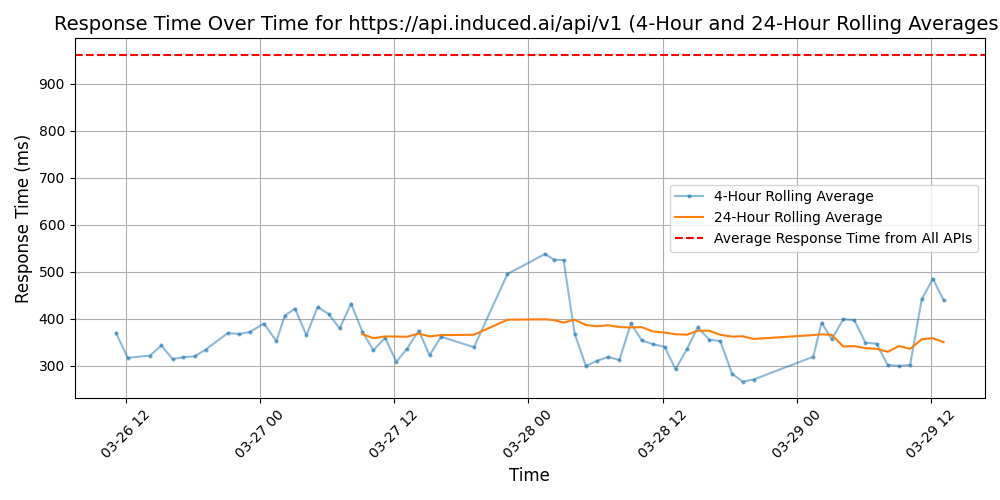 Response Time Over Time for https://api.induced.ai/api/v1 (4-Hour and 24-Hour Rolling Averages
Response Time (ms)
900
800
700
600
500
400
300
4-Hour Rolling Average
24-Hour Rolling Average
Average Response Time from All APIs
03-26 12
03-27 00
03-27 12
03-28 00
03-28 12
03-29 00
03-29 12
Time